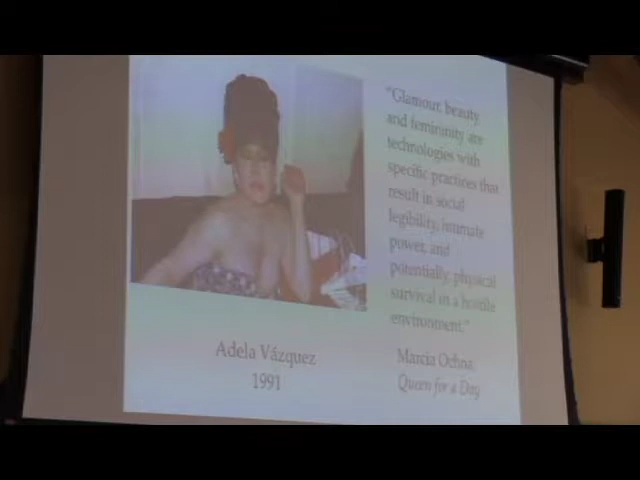 "Glamour, beauty
and femininity are
technologies with
specific practices that
result in social
legibility, intimate
power, and
potentially, physical
survival in a hostile
environment."
Adela Vázquez
1991
Marcia Ochoa,
Queen for a Day